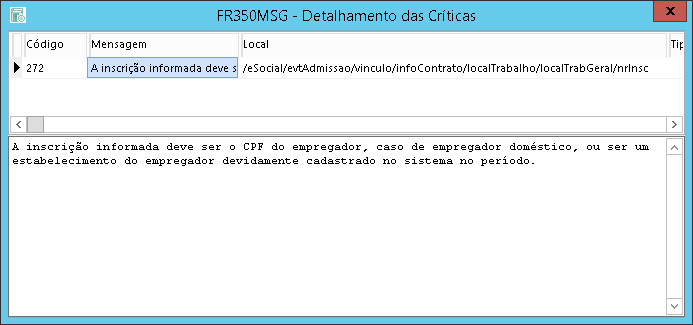 FR350MSG - Detalhamento das Críticas
Código Mensagem Local Tip
272 A inscrição informada deve s /eSocial/evtAdmissao/vinculo/infoContrato/localTrabalho/localTrabGeral/nrInsc
A inscrição informada deve ser o CPF do empregador, caso de empregador doméstico, ou ser um
estabelecimento do empregador devidamente cadastrado no sistema no período.